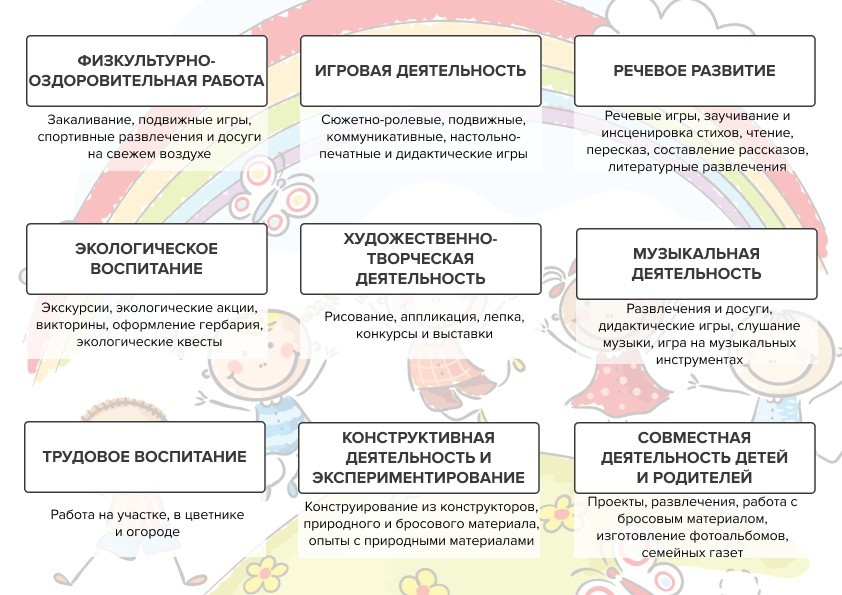 ФИЗКУЛЬТУРНО-
ОЗДОРОВИТЕЛЬНАЯ РАБОТА
Закаливание, подвижные игры,
спортивные развлечения и досуги
на свежем воздухе
ИГРОВАЯ ДЕЯТЕЛЬНОСТЬ
Сюжетно-ролевые, подвижные,
коммуникативные, настольно-
печатные и дидактические игры
РЕЧЕВОЕ РАЗВИТИЕ
Речевые игры, заучивание и
инсценировка стихов, чтение,
пересказ, составление рассказов,
литературные развлечения
ЭКОЛОГИЧЕСКОЕ
ВОСПИТАНИЕ
Экскурсии, экологические акции,
викторины, оформление гербария,
экологические квесты
ХУДОЖЕСТВЕННО-
ТВОРЧЕСКАЯ
ДЕЯТЕЛЬНОСТЬ
Рисование, аппликация, лепка,
конкурсы и выставки
МУЗЫКАЛЬНАЯ
ДЕЯТЕЛЬНОСТЬ
Развлечения и досуги,
дидактические игры, слушание
музыки, игра на музыкальных
инструментах
ТРУДОВОЕ ВОСПИТАНИЕ
Работа на участке, в цветнике
и огороде
КОНСТРУКТИВНАЯ
ДЕЯТЕЛЬНОСТЬ И
ЭКСПЕРИМЕНТИРОВАНИЕ
Конструирование из конструкторов,
природного и бросового материала,
опыты с природными материалами
СОВМЕСТНАЯ
ДЕЯТЕЛЬНОСТЬ ДЕТЕЙ
И РОДИТЕЛЕЙ
Проекты, развлечения, работа с
бросовым материалом,
изготовление фотоальбомов,
семейных газет